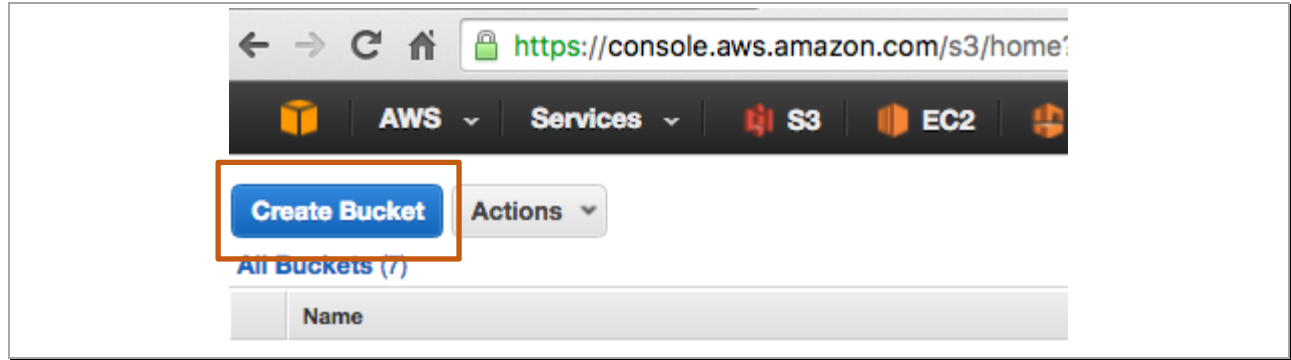 https://console.aws.amazon.com/s3/home?
AWS Services S3 EC2
Create Bucket Actions
All Buckets (7)
Name